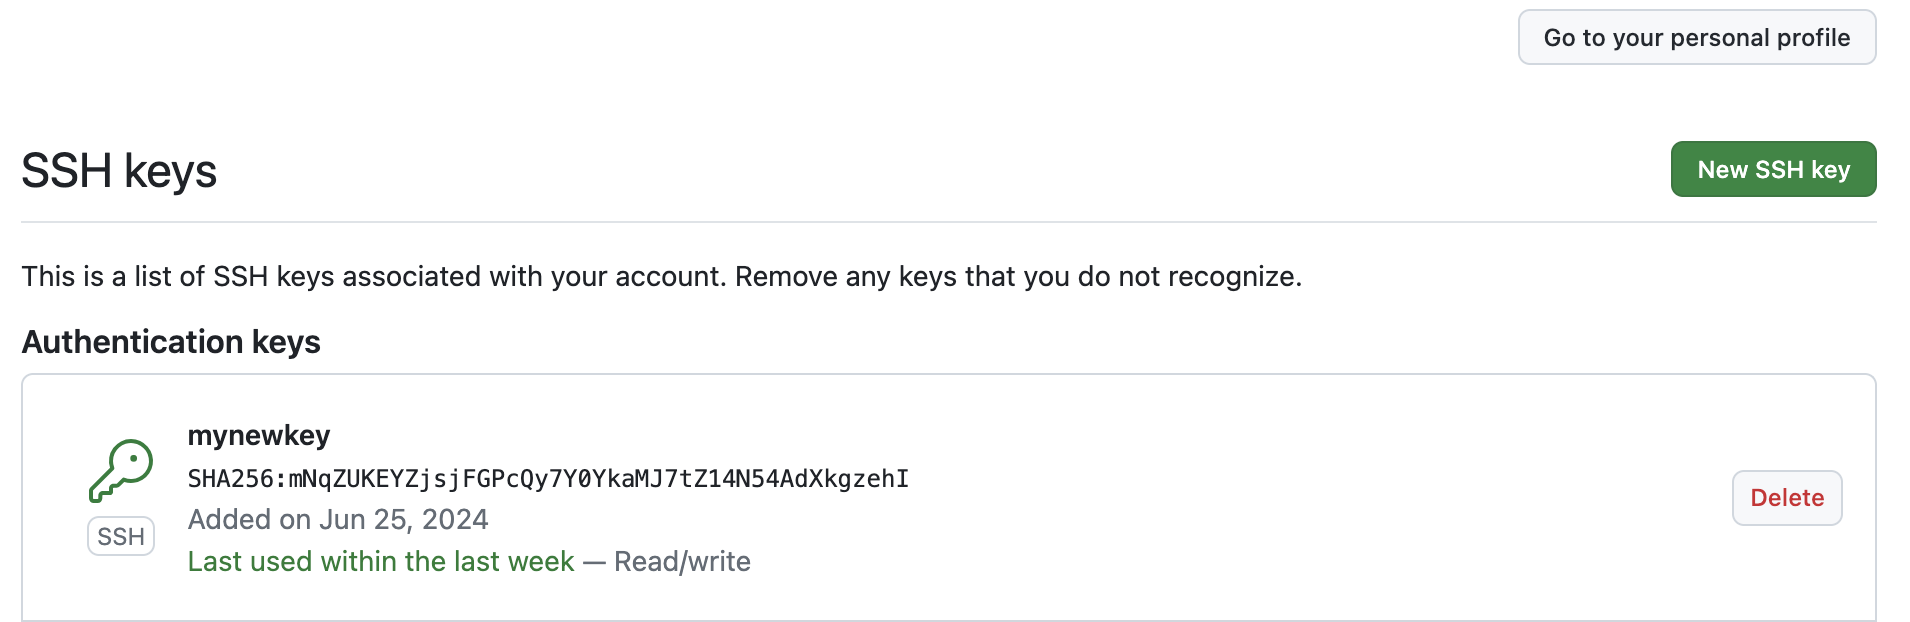 Go to your personal profile
SSH keys
New SSH key
This is a list of SSH keys associated with your account. Remove any keys that you do not recognize.
Authentication keys
mynewkey
SHA256:mNqZUKEYZjsjFGPcQy7Y0YkaMJ7tZ14N54AdXkgzehI
Added on Jun 25, 2024
SSH
Last used within the last week — Read/write
Delete